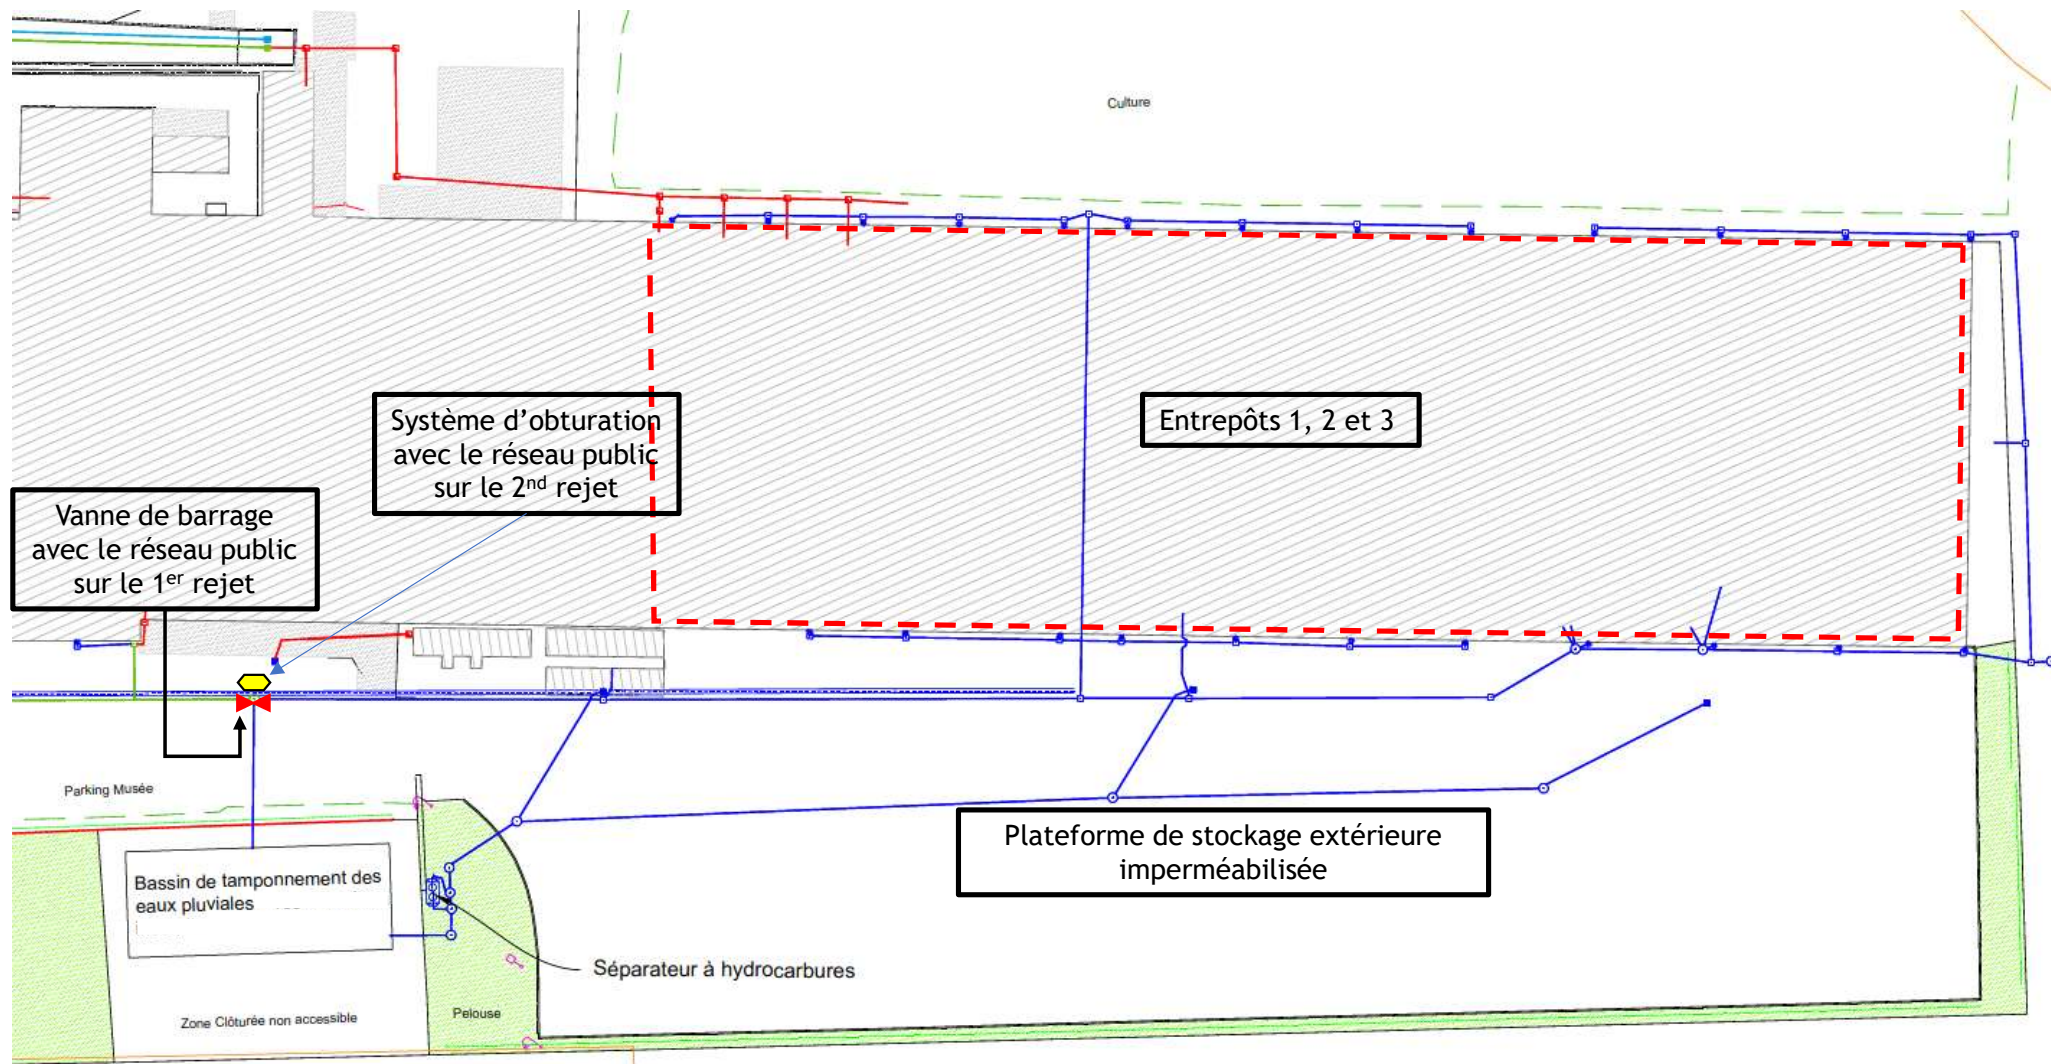 Culture
Système d’obturation
avec le réseau public
sur le 2nd rejet
Entrepôts 1, 2 et 3
Vanne de barrage
avec le réseau public
sur le 1er rejet
Parking Musée
Plateforme de stockage extérieure
imperméabilisée
Bassin de tamponnement des
eaux pluviales
Séparateur à hydrocarbures
Zone Clôturée non accessible
Pelouse